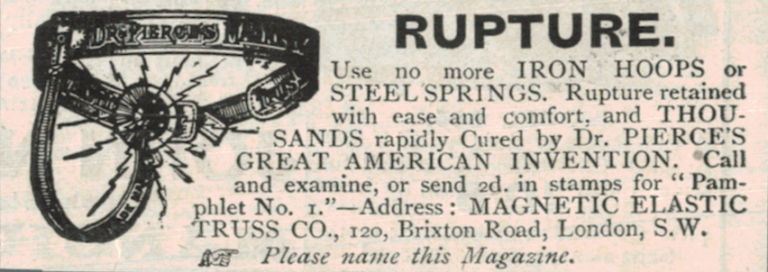 DR. PIERCE'S
TRUSS
RUPTURE.
Use no more IRON HOOPS or
STEEL SPRINGS. Rupture retained
with ease and comfort, and THOU-
SANDS rapidly Cured by Dr. PIERCE'S
GREAT AMERICAN INVENTION. Call
and examine, or send 2d. in stamps for "Pam-
phlet No. 1."—Address: MAGNETIC ELASTIC
TRUSS CO., 120, Brixton Road, London, S.W.
Please name this Magazine.